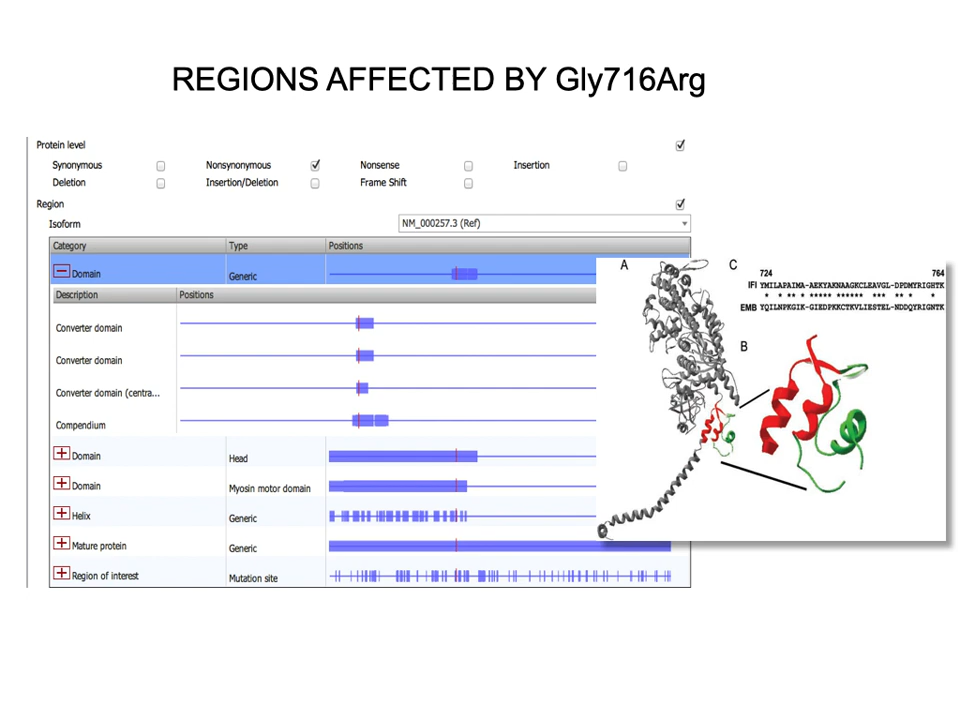 REGIONS AFFECTED BY Gly716Arg
Protein level
Synonymous Nonsynonymous Nonsense Insertion
Deletion Insertion/Deletion Frame Shift
Region
Isoform NM_000257.3 (Ref)
Category Type Positions
Domain Generic
Description Positions
Converter domain
Converter domain
Converter domain (centra...
Compendium
Domain Head
Domain Myosin motor domain
Helix Generic
Mature protein Generic
Region of interest Mutation site
A
C
724 764
IFI YMILAPAIMA-AEKYAKNAAGKCLEAVGL-DPDMYRIGHTK
* * ** * ***** ****** *** ** * *
EMB YQILNPKGIK-GIEDPKKCTKVLIESTEL-NDDQYRIGNTK
B